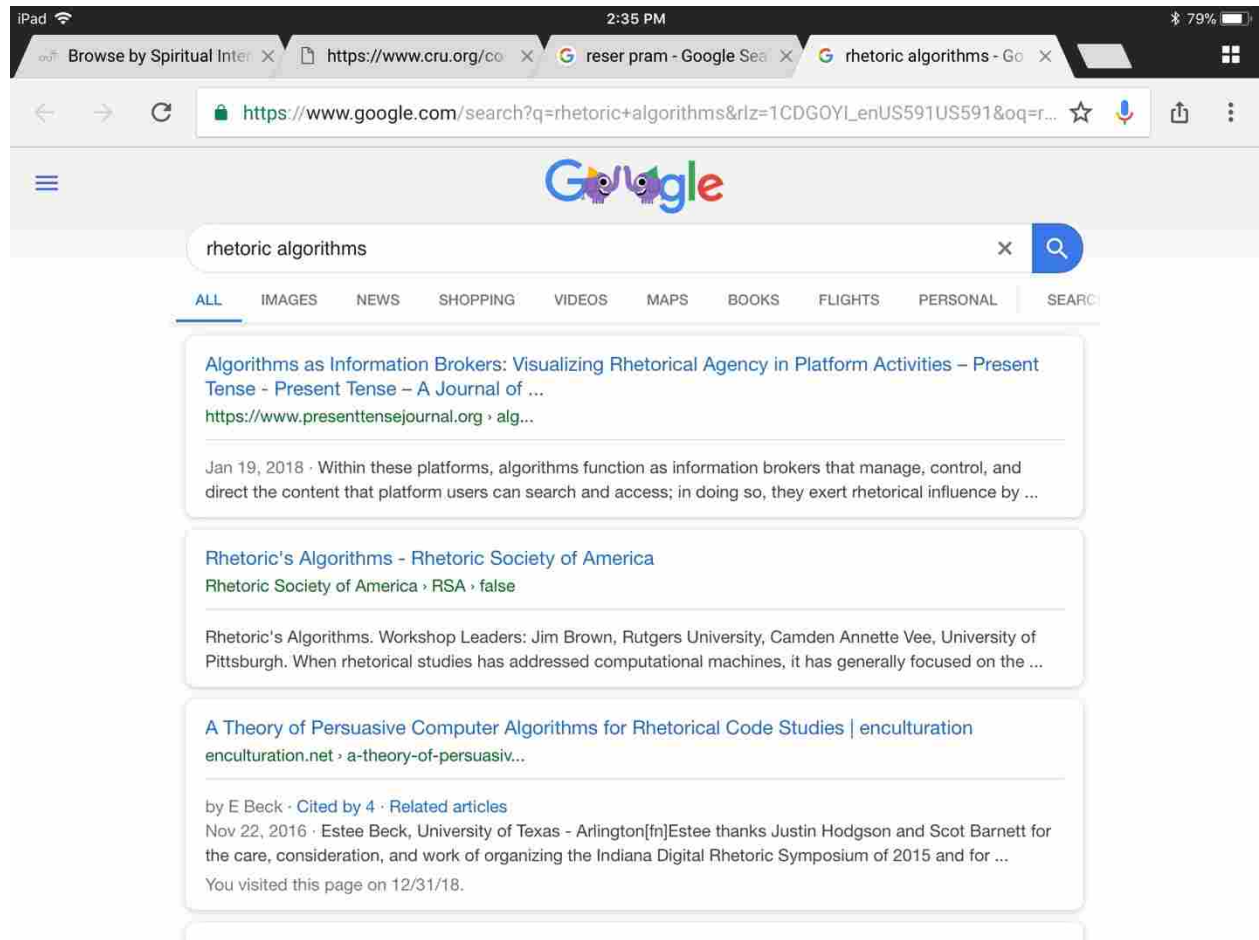 iPad 2:35 PM 79%
Browse by Spiritual Inter https://www.cru.org/co reser pram - Google Sea rhetoric algorithms - Go
https://www.google.com/search?q=rhetoric+algorithms&rlz=1CDGOYI_enUS591US591&oq=r...
Google
rhetoric algorithms
ALL IMAGES NEWS SHOPPING VIDEOS MAPS BOOKS FLIGHTS PERSONAL SEARC
Algorithms as Information Brokers: Visualizing Rhetorical Agency in Platform Activities – Present
Tense - Present Tense – A Journal of ...
https://www.presenttensejournal.org › alg...
Jan 19, 2018 · Within these platforms, algorithms function as information brokers that manage, control, and
direct the content that platform users can search and access; in doing so, they exert rhetorical influence by ...
Rhetoric's Algorithms - Rhetoric Society of America
Rhetoric Society of America › RSA › false
Rhetoric's Algorithms. Workshop Leaders: Jim Brown, Rutgers University, Camden Annette Vee, University of
Pittsburgh. When rhetorical studies has addressed computational machines, it has generally focused on the ...
A Theory of Persuasive Computer Algorithms for Rhetorical Code Studies | enculturation
enculturation.net › a-theory-of-persuasiv...
by E Beck · Cited by 4 · Related articles
Nov 22, 2016 · Estee Beck, University of Texas - Arlington[fn]Estee thanks Justin Hodgson and Scot Barnett for
the care, consideration, and work of organizing the Indiana Digital Rhetoric Symposium of 2015 and for ...
You visited this page on 12/31/18.